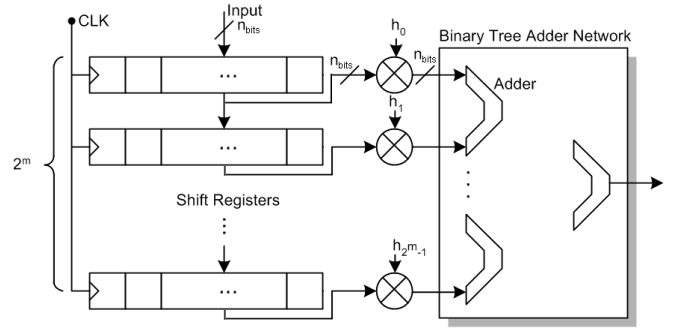 CLK
Input
n_bits
h_0
Binary Tree Adder Network
n_bits
n_bits
...
Adder
h_1
...
2^m
Shift Registers
h_2^m-1
...